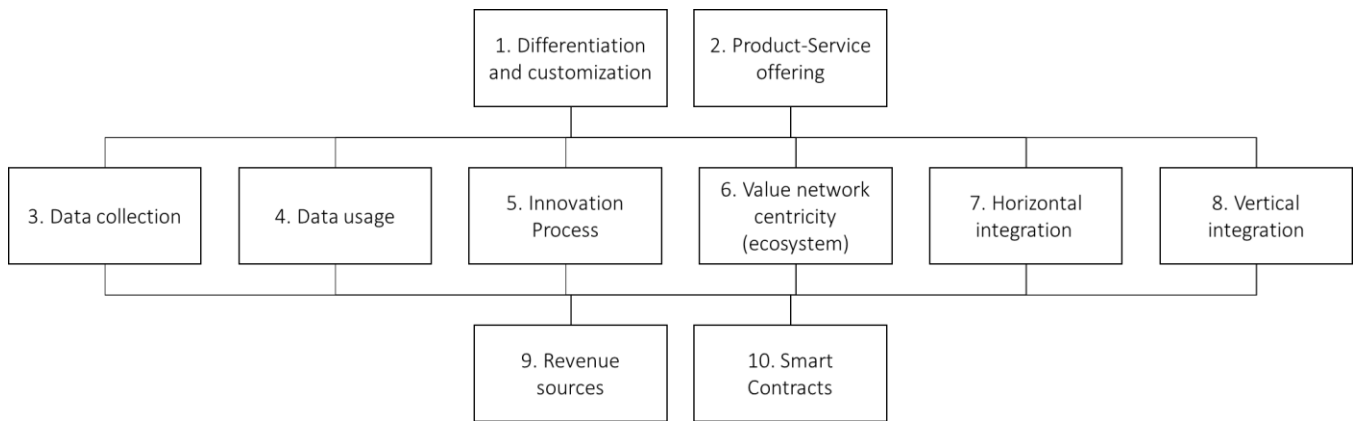 1. Differentiation
and customization
2. Product-Service
offering
3. Data collection
4. Data usage
5. Innovation
Process
6. Value network
centricity
(ecosystem)
7. Horizontal
integration
8. Vertical
integration
9. Revenue
sources
10. Smart
Contracts